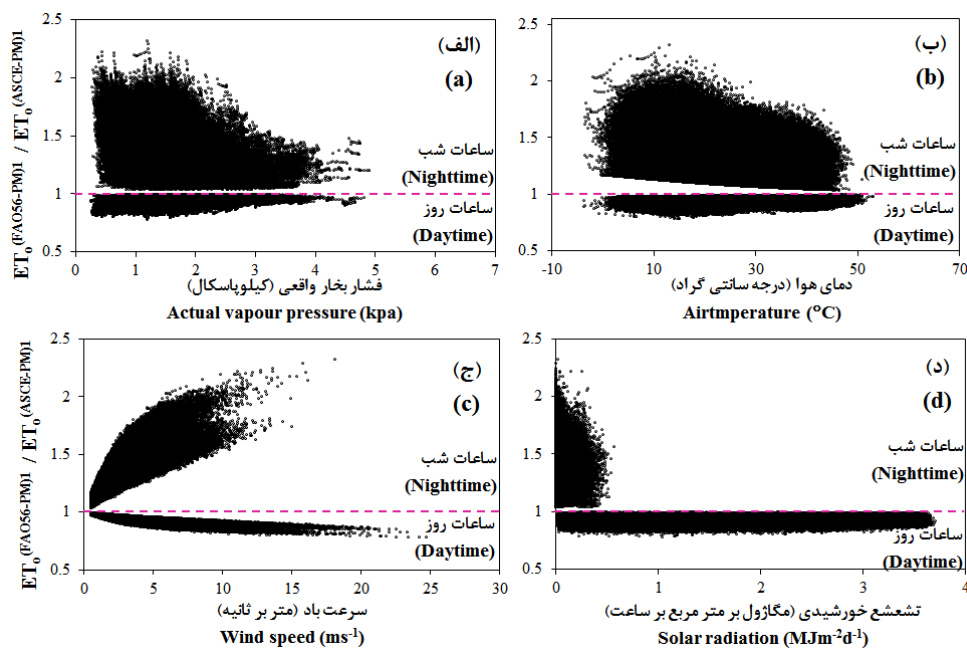 ETo(FAO56-PM)1 / ETo(ASCE-PM)1
2.5
2
1.5
1
0.5
(الف)
(a)
ساعات شب
(Nighttime)
ساعات روز
(Daytime)
0 1 2 3 4 5 6 7
فشار بخار واقعی (کیلوپاسکال)
Actual vapour pressure (kpa)
2.5
2
1.5
1
0.5
(ب)
(b)
ساعات شب
(Nighttime)
ساعات روز
(Daytime)
-10 10 30 50 70
دمای هوا (درجه سانتی گراد)
Airtmperature (°C)
ETo(FAO56-PM)1 / ETo(ASCE-PM)1
2.5
2
1.5
1
0.5
(ج)
(c)
ساعات شب
(Nighttime)
ساعات روز
(Daytime)
0 5 10 15 20 25 30
سرعت باد (متر بر ثانیه)
Wind speed (ms-1)
2.5
2
1.5
1
0.5
(د)
(d)
ساعات شب
(Nighttime)
ساعات روز
(Daytime)
0 1 2 3 4
تشعشع خورشیدی (مگاژول بر متر مربع بر ساعت)
Solar radiation (MJm-2d-1)